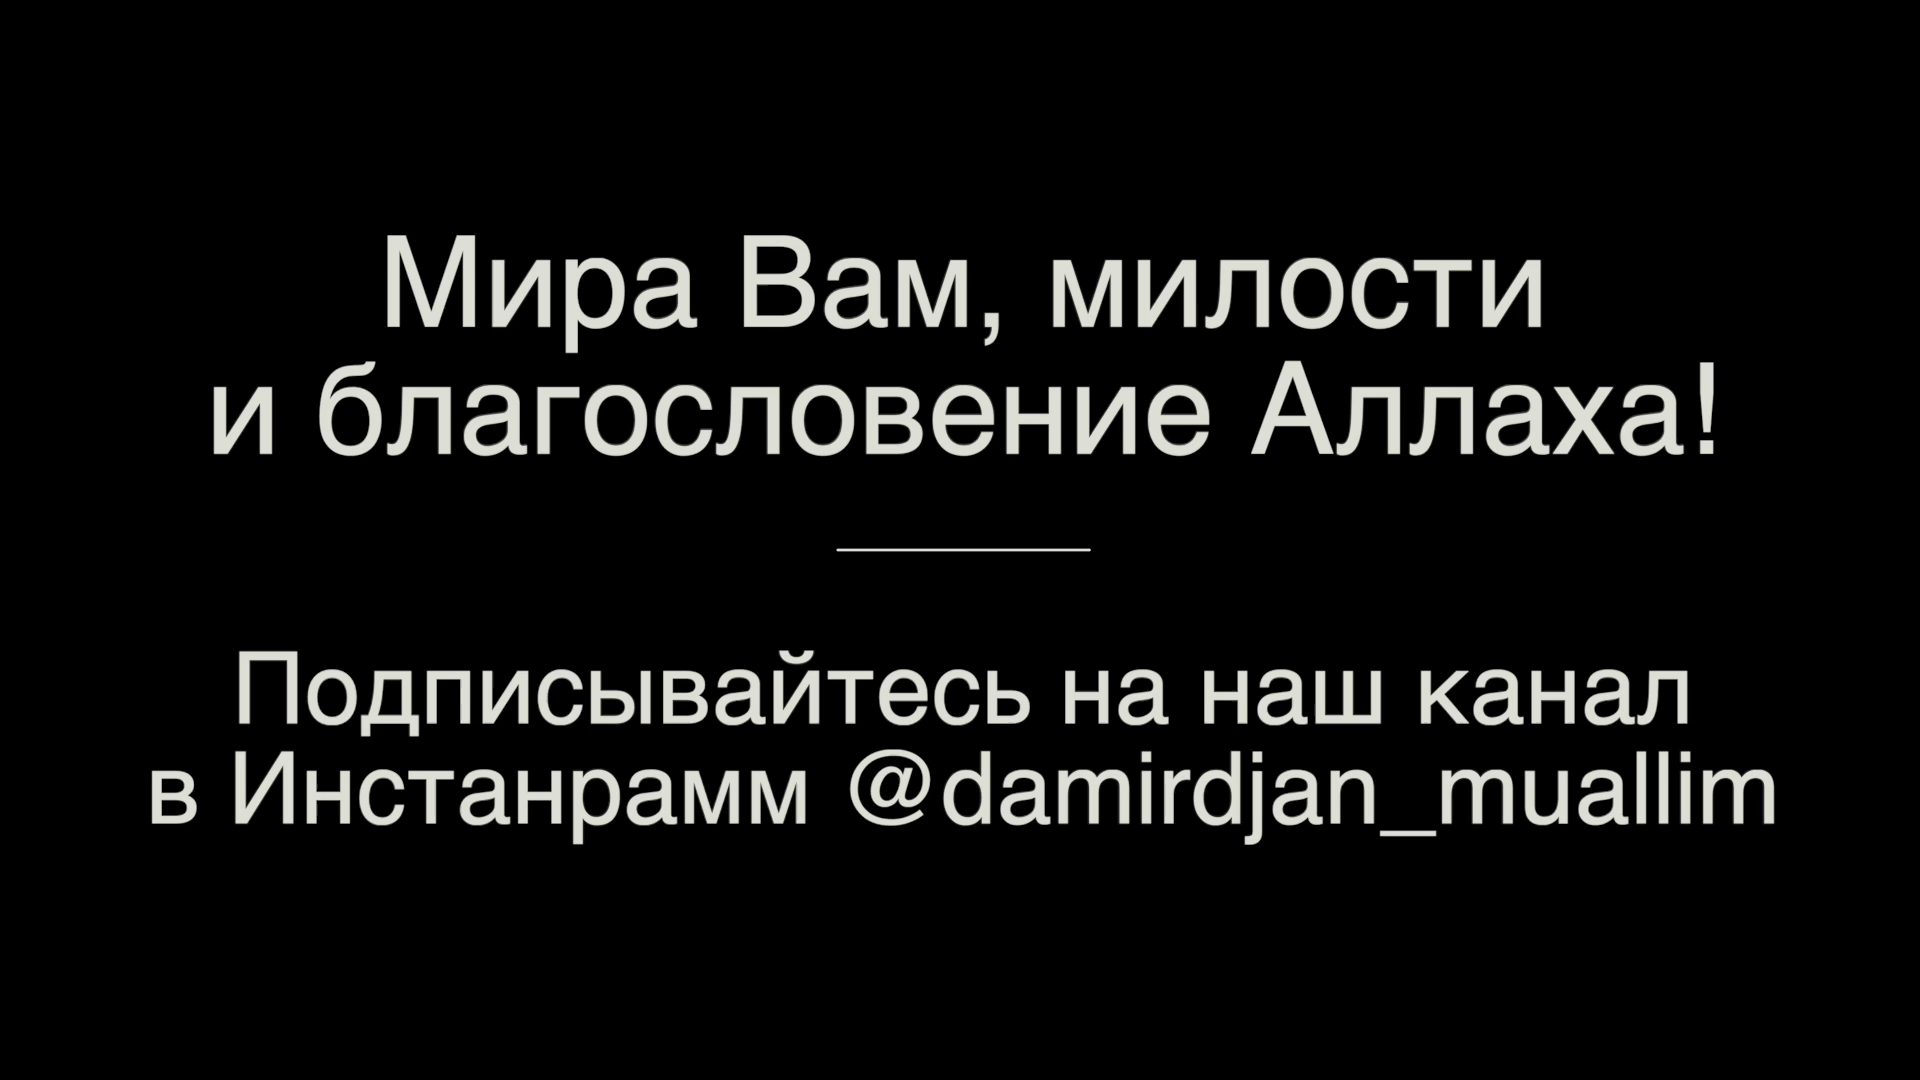 Мира Вам, милости
и благословение Аллаха!
Подписывайтесь на наш канал
в Инстанрамм @damirdjan_muallim